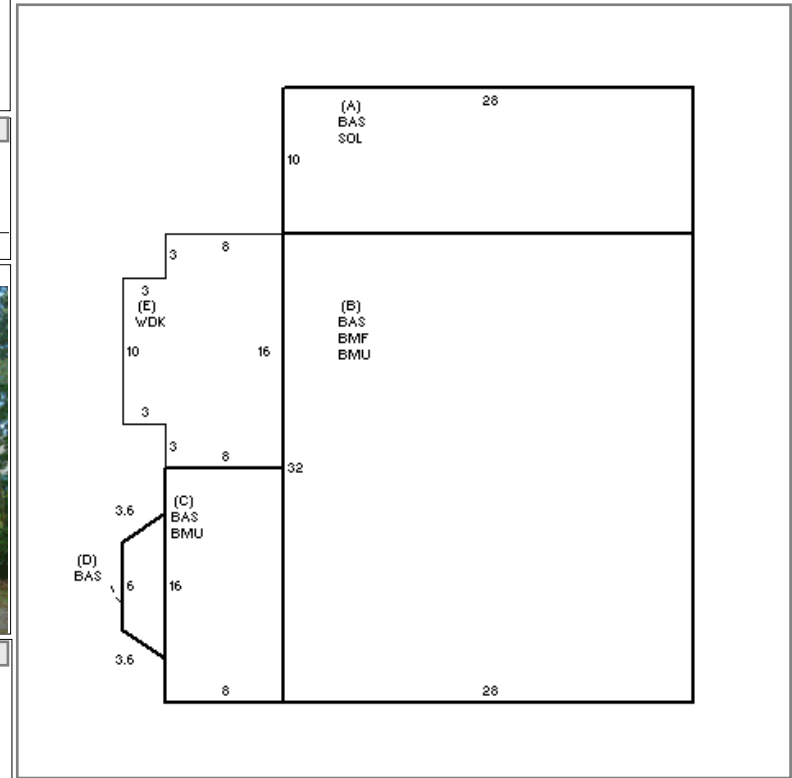 28
(A)
BAS
SOL
10
8
3
3
(E)
WDK
(B)
BAS
BMF
BMU
10
16
3
3
8
32
(C)
BAS
BMU
3.6
(D)
BAS
6
16
3.6
8
28